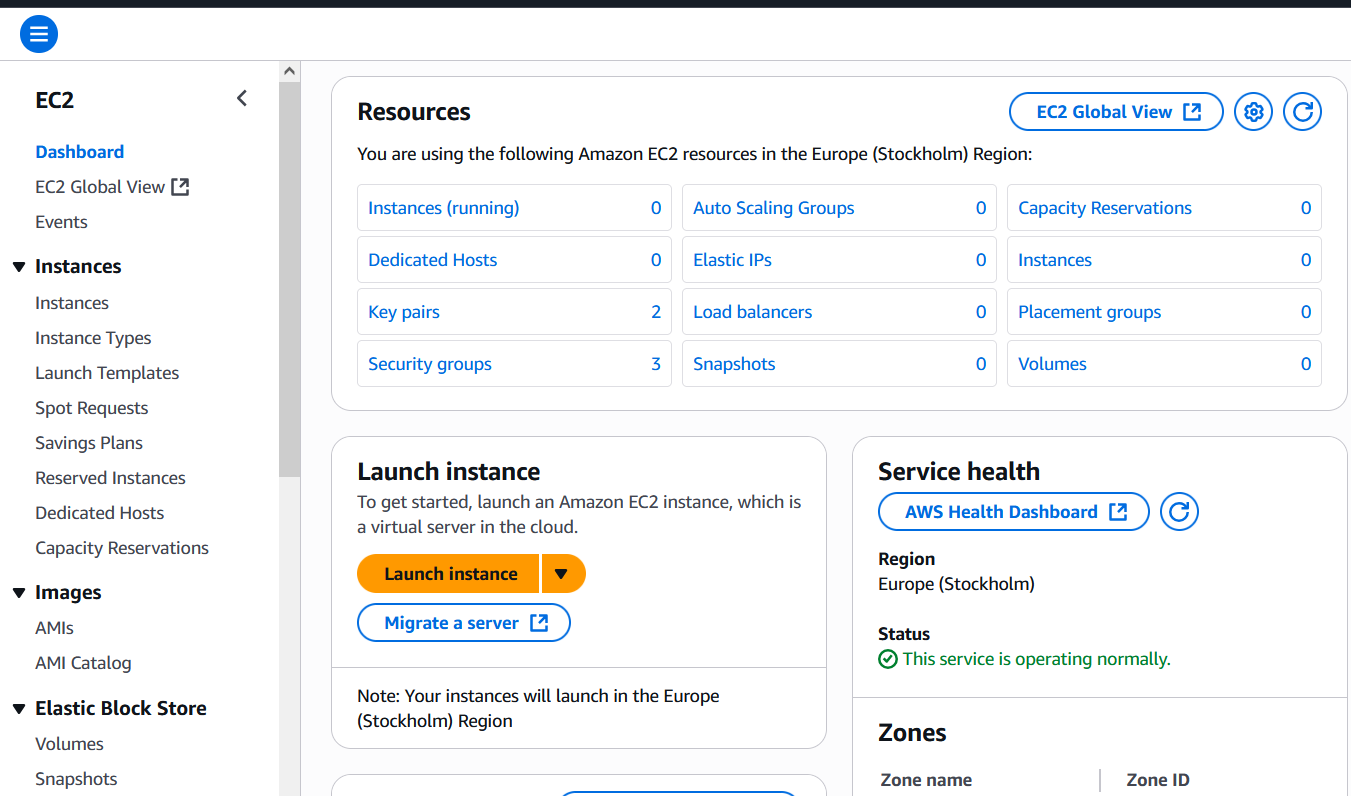 EC2
Dashboard
EC2 Global View
Events
Instances
Instances
Instance Types
Launch Templates
Spot Requests
Savings Plans
Reserved Instances
Dedicated Hosts
Capacity Reservations
Images
AMIs
AMI Catalog
Elastic Block Store
Volumes
Snapshots
Resources
EC2 Global View
You are using the following Amazon EC2 resources in the Europe (Stockholm) Region:
Instances (running) 0
Auto Scaling Groups 0
Capacity Reservations 0
Dedicated Hosts 0
Elastic IPs 0
Instances 0
Key pairs 2
Load balancers 0
Placement groups 0
Security groups 3
Snapshots 0
Volumes 0
Launch instance
To get started, launch an Amazon EC2 instance, which is
a virtual server in the cloud.
Launch instance
Migrate a server
Note: Your instances will launch in the Europe
(Stockholm) Region
Service health
AWS Health Dashboard
Region
Europe (Stockholm)
Status
This service is operating normally.
Zones
Zone name
Zone ID